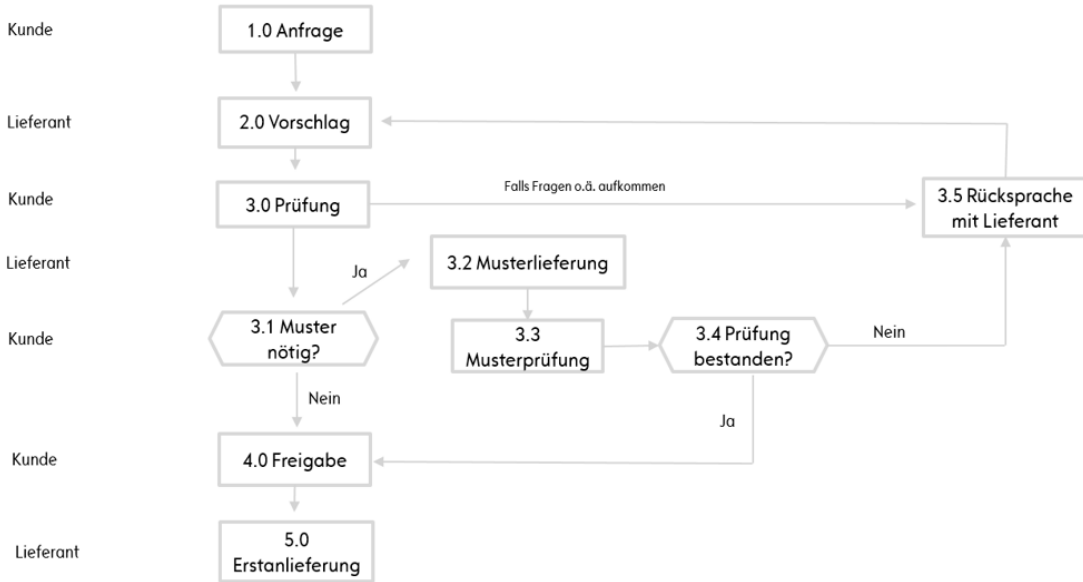 Kunde
1.0 Anfrage
Lieferant
2.0 Vorschlag
Kunde
3.0 Prüfung
Falls Fragen o.ä. aufkommen
3.5 Rücksprache
mit Lieferant
Lieferant
Ja
3.2 Musterlieferung
Kunde
3.1 Muster
nötig?
3.3
Musterprüfung
3.4 Prüfung
bestanden?
Nein
Nein
Ja
Kunde
4.0 Freigabe
Lieferant
5.0
Erstanlieferung